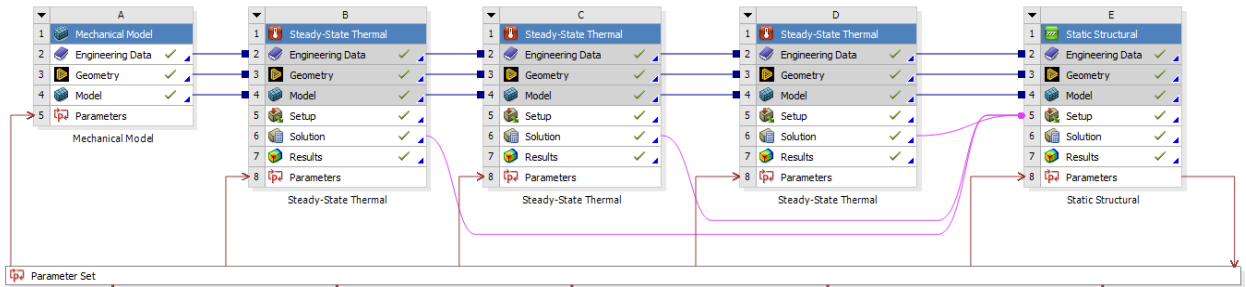 A
1 Mechanical Model
2 Engineering Data
3 Geometry
4 Model
5 Parameters
Mechanical Model
B
1 Steady-State Thermal
2 Engineering Data
3 Geometry
4 Model
5 Setup
6 Solution
7 Results
8 Parameters
Steady-State Thermal
C
1 Steady-State Thermal
2 Engineering Data
3 Geometry
4 Model
5 Setup
6 Solution
7 Results
8 Parameters
Steady-State Thermal
D
1 Steady-State Thermal
2 Engineering Data
3 Geometry
4 Model
5 Setup
6 Solution
7 Results
8 Parameters
Steady-State Thermal
E
1 Static Structural
2 Engineering Data
3 Geometry
4 Model
5 Setup
6 Solution
7 Results
8 Parameters
Static Structural
Parameter Set